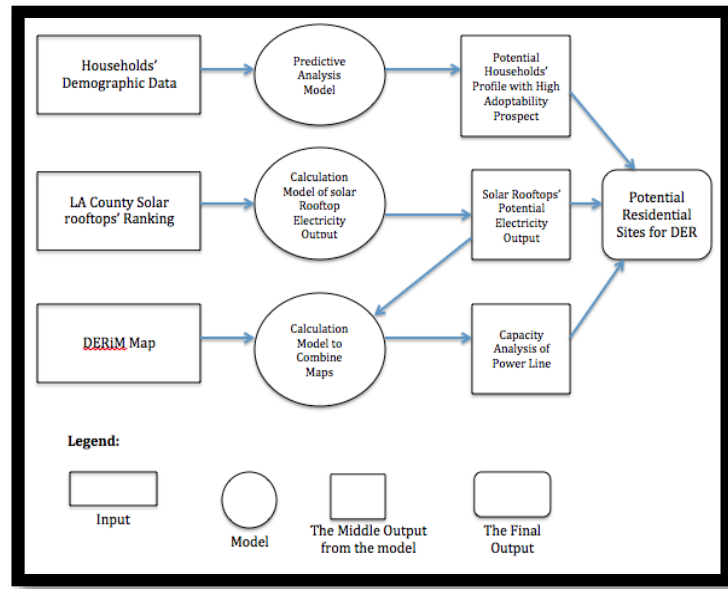 Households'
Demographic Data
Predictive
Analysis
Model
Potential
Households'
Profile with High
Adoptability
Prospect
LA County Solar
rooftops' Ranking
Calculation
Model of solar
Rooftop
Electricity
Output
Solar Rooftops'
Potential
Electricity
Output
Potential
Residential
Sites for DER
DERiM Map
Calculation
Model to
Combine
Maps
Capacity
Analysis of
Power Line
Legend:
Input
Model
The Middle Output
from the model
The Final
Output